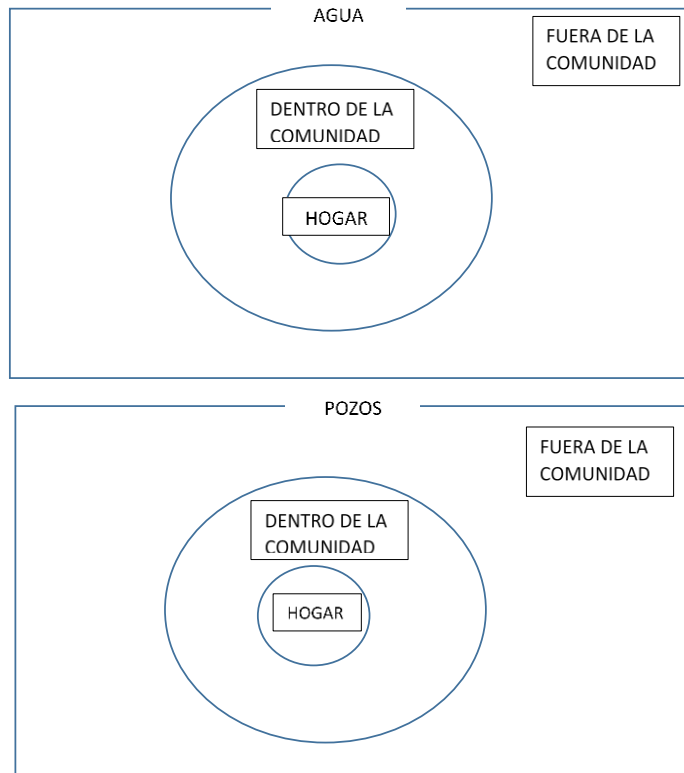 AGUA
FUERA DE LA
COMUNIDAD
DENTRO DE LA
COMUNIDAD
HOGAR
POZOS
FUERA DE LA
COMUNIDAD
DENTRO DE LA
COMUNIDAD
HOGAR